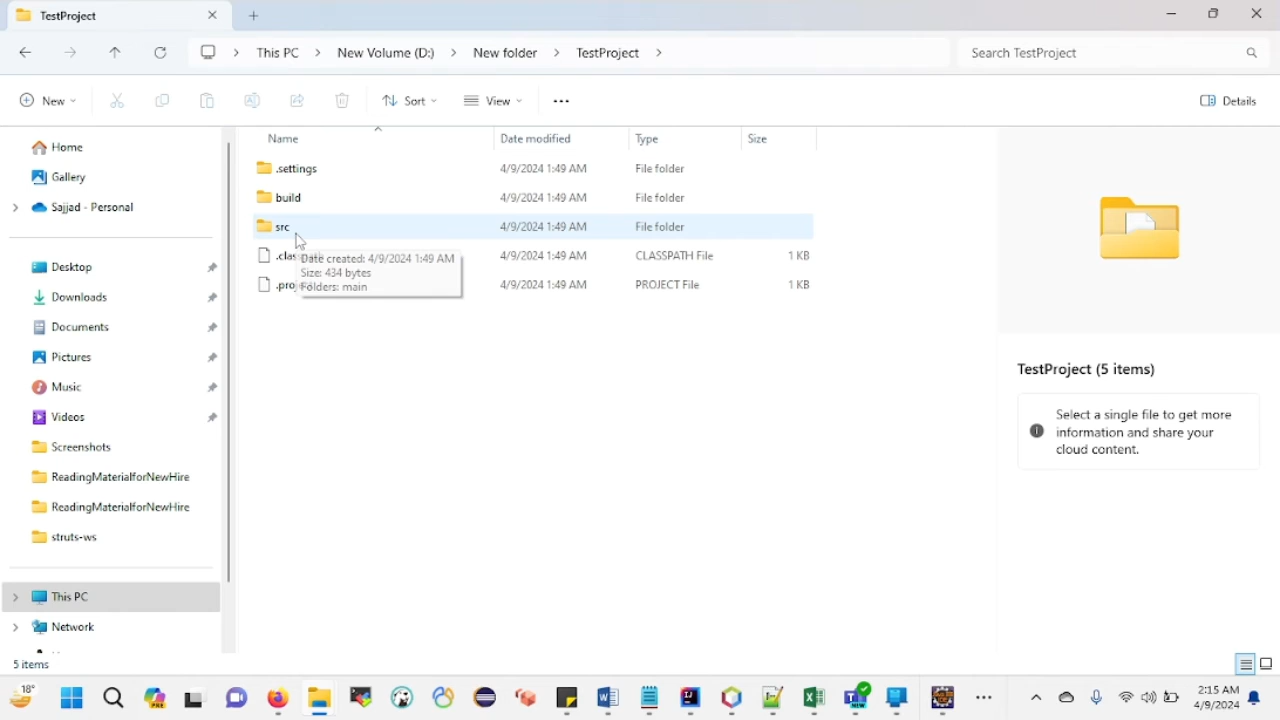 TestProject
This PC
New Volume (D:)
New folder
TestProject
Search TestProject
New
Sort
View
Details
Home
Gallery
Sajjad - Personal
Desktop
Downloads
Documents
Pictures
Music
Videos
Screenshots
ReadingMaterialforNewHire
ReadingMaterialforNewHire
struts-ws
This PC
Network
Name Date modified Type Size
.settings 4/9/2024 1:49 AM File folder
build 4/9/2024 1:49 AM File folder
src 4/9/2024 1:49 AM File folder
4/9/2024 1:49 AM CLASSPATH File 1 KB
4/9/2024 1:49 AM PROJECT File 1 KB
Date created: 4/9/2024 1:49 AM
Size: 434 bytes
Folders: main
TestProject (5 items)
Select a single file to get more
information and share your
cloud content.
5 items
18°
PRE
NEW
2:15 AM
4/9/2024